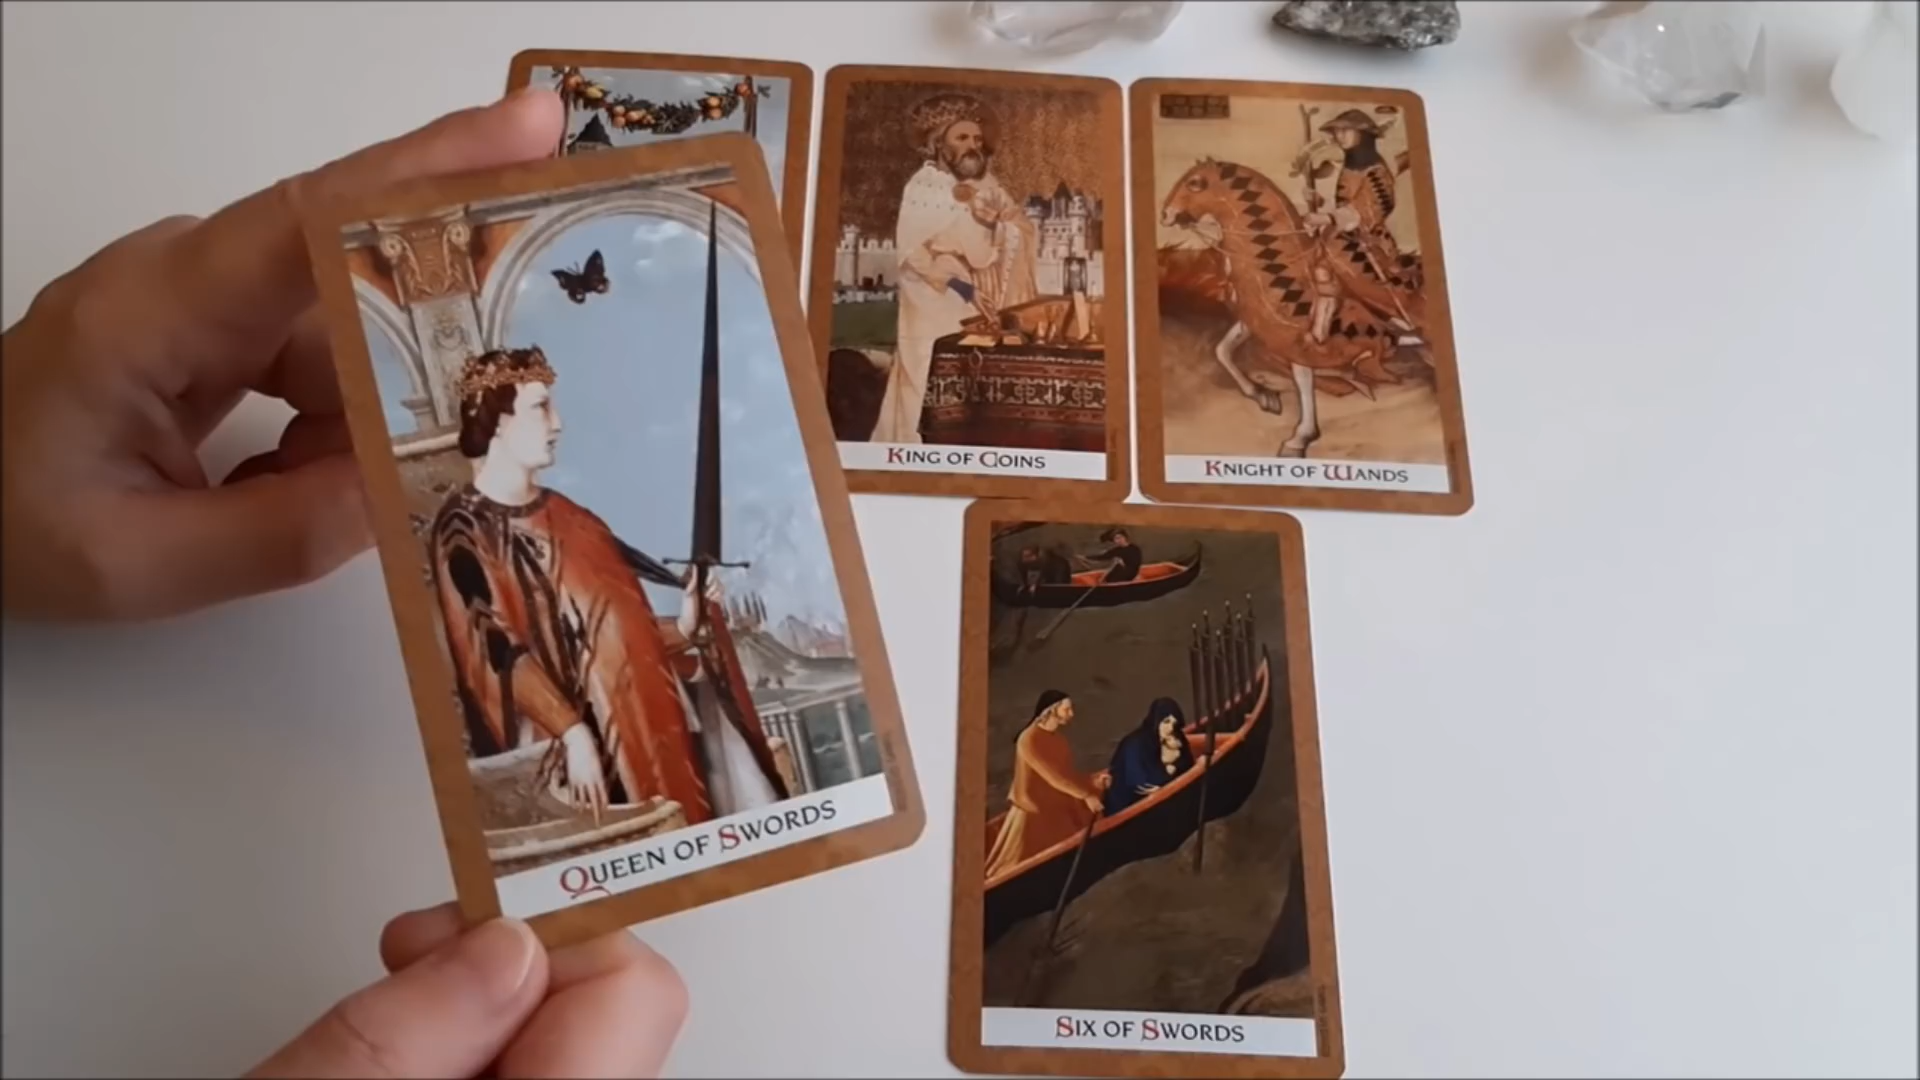 KING OF COINS
KNIGHT OF WANDS
QUEEN OF SWORDS
SIX OF SWORDS